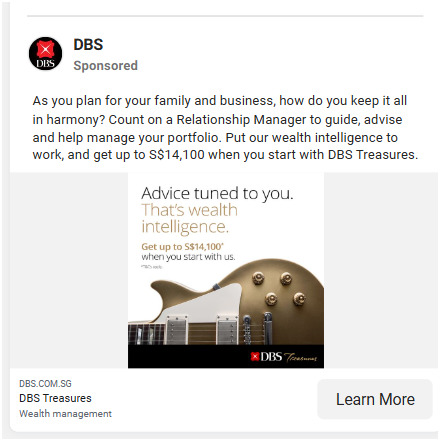 DBS
DBS
Sponsored
As you plan for your family and business, how do you keep it all
in harmony? Count on a Relationship Manager to guide, advise
and help manage your portfolio. Put our wealth intelligence to
work, and get up to S$14,100 when you start with DBS Treasures.
Advice tuned to you.
That's wealth
intelligence.
Get up to S$14,100*
when you start with us.
DBS Treasures
DBS.COM.SG
DBS Treasures
Wealth management
Learn More